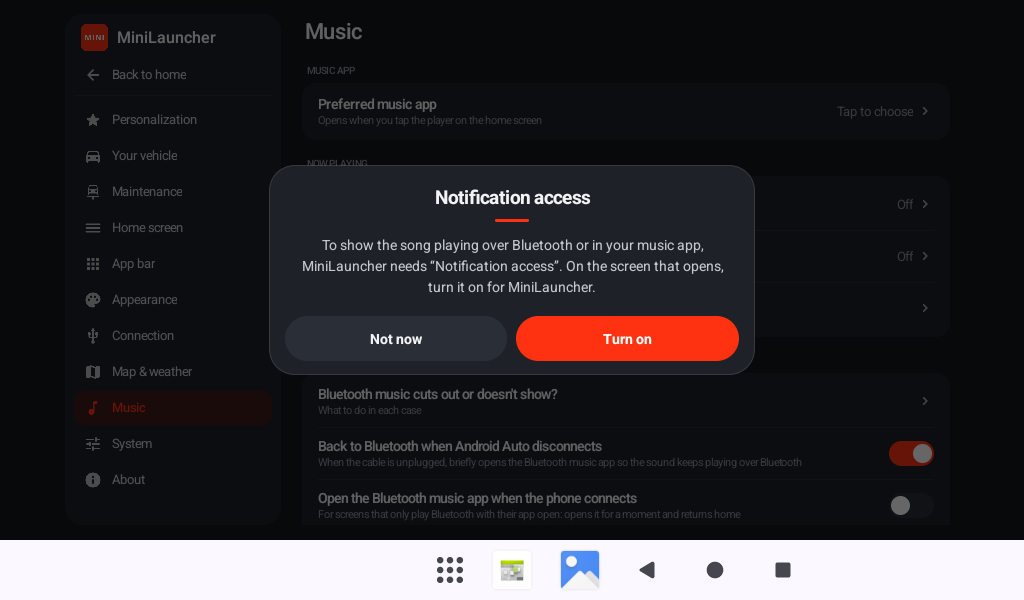 MINI MiniLauncher
Back to home
Personalization
Your vehicle
Maintenance
Home screen
App bar
Appearance
Connection
Map & weather
Music
System
About
Music
MUSIC APP
Preferred music app
Opens when you tap the player on the home screen
Tap to choose
NOW PLAYING
Off
Off
Notification access
To show the song playing over Bluetooth or in your music app,
MiniLauncher needs “Notification access”. On the screen that opens,
turn it on for MiniLauncher.
Not now
Turn on
Bluetooth music cuts out or doesn't show?
What to do in each case
Back to Bluetooth when Android Auto disconnects
When the cable is unplugged, briefly opens the Bluetooth music app so the sound keeps playing over Bluetooth
Open the Bluetooth music app when the phone connects
For screens that only play Bluetooth with their app open: opens it for a moment and returns home